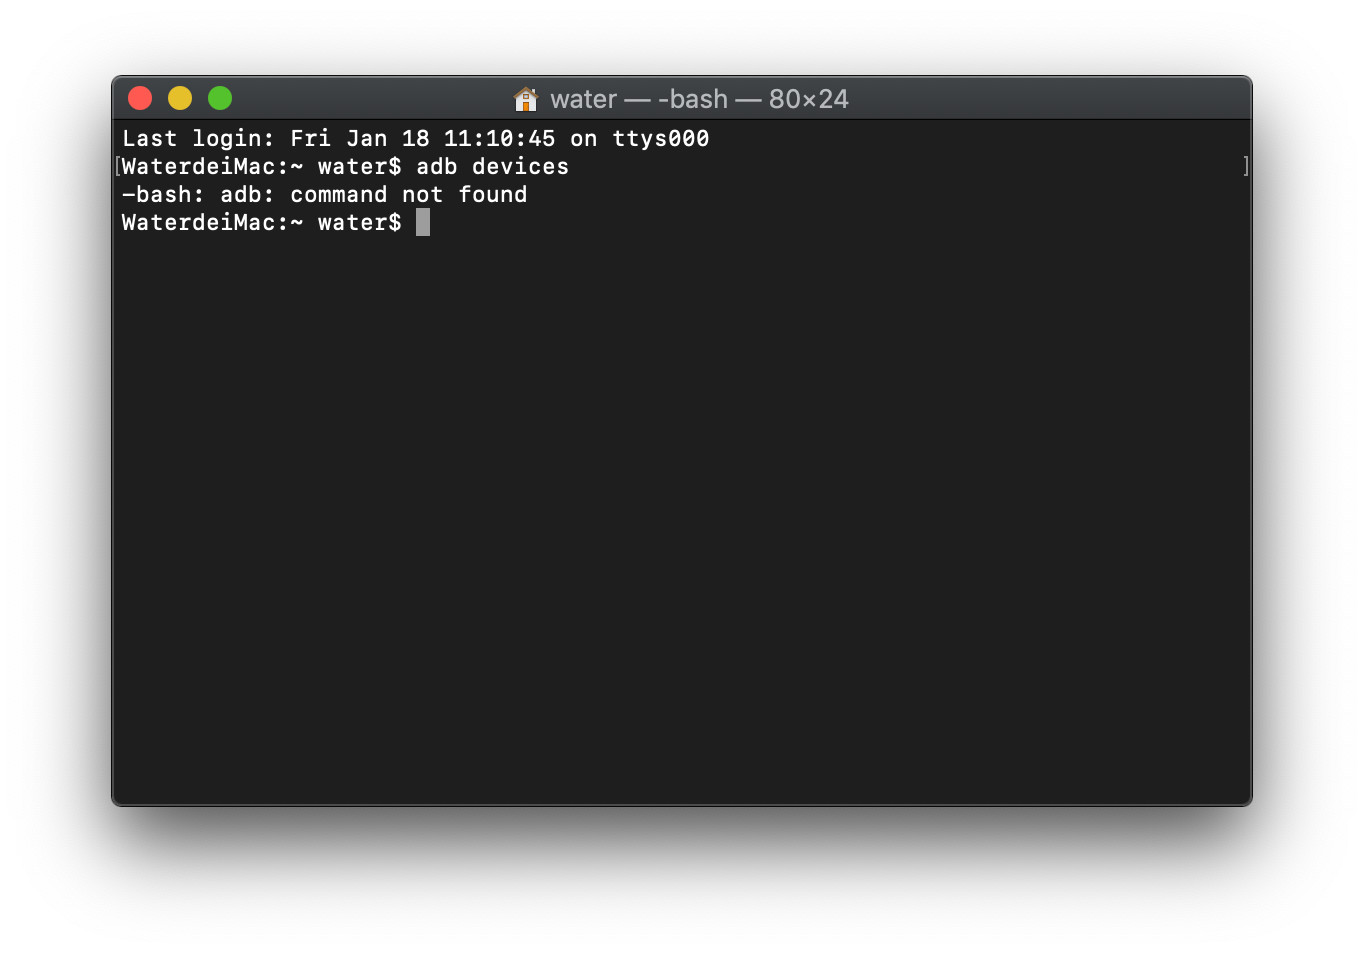 water — -bash — 80×24
Last login: Fri Jan 18 11:10:45 on ttys000
[WaterdeiMac:~ water$ adb devices]
-bash: adb: command not found
WaterdeiMac:~ water$